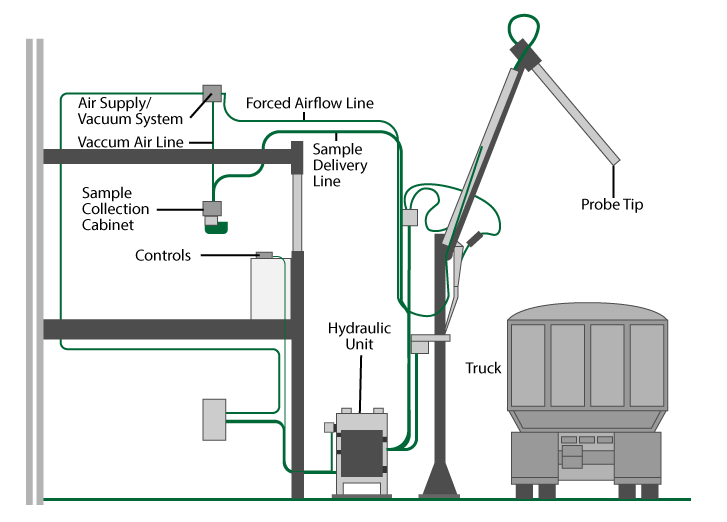 Air Supply/
Vacuum System
Forced Airflow Line
Vaccum Air Line
Sample
Delivery
Line
Sample
Collection
Cabinet
Probe Tip
Controls
Hydraulic
Unit
Truck